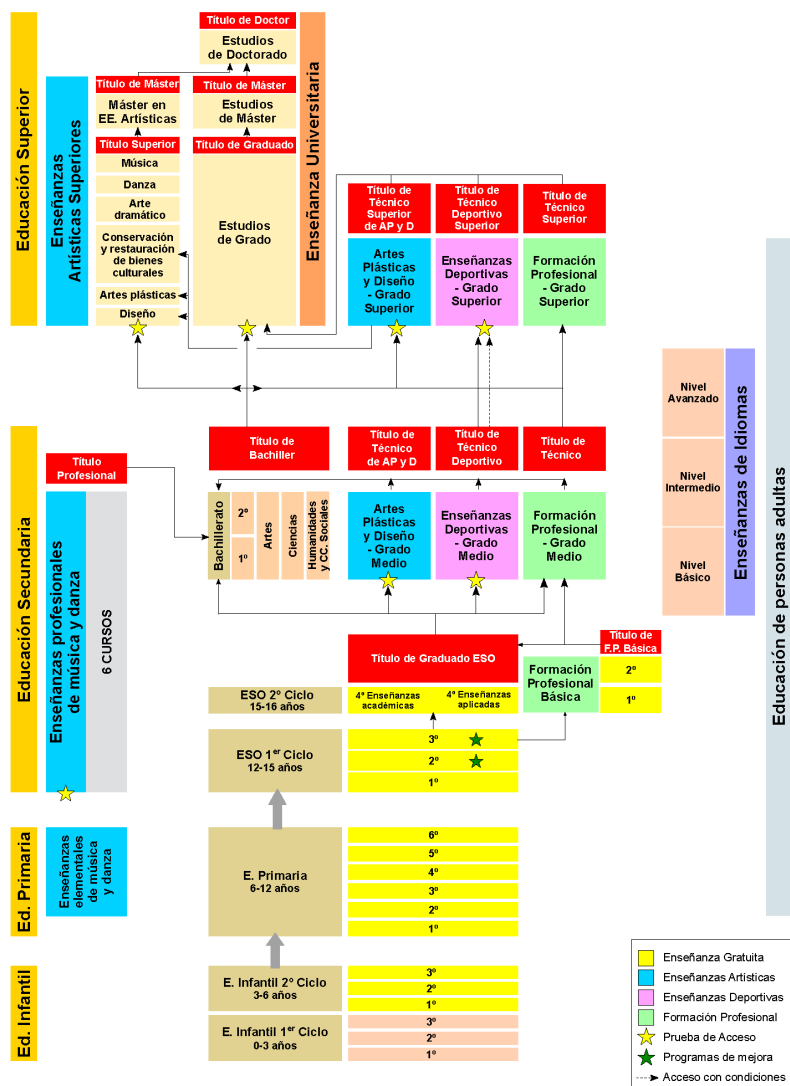 Educación Superior
Enseñanzas
Artísticas Superiores
Título de Doctor
Estudios
de Doctorado
Título de Máster
Máster en
EE. Artísticas
Título Superior
Música
Danza
Arte
dramático
Conservación
y restauración
de bienes
culturales
Artes plásticas
Diseño
Título de Máster
Estudios
de Máster
Título de Graduado
Estudios
de Grado
Enseñanza Universitaria
Título de
Técnico
Superior
de AP y D
Artes
Plásticas
y Diseño
- Grado
Superior
Título de
Técnico
Deportivo
Superior
Enseñanzas
Deportivas
- Grado
Superior
Título de
Técnico
Superior
Formación
Profesional
- Grado
Superior
Educación Secundaria
Título
Profesional
Enseñanzas profesionales
de música y danza
6 CURSOS
Título de
Bachiller
Bachillerato
2º
1º
Artes
Ciencias
Humanidades
y CC. Sociales
Título de
Técnico
de AP y D
Artes
Plásticas
y Diseño
- Grado
Medio
Título de
Técnico
Deportivo
Enseñanzas
Deportivas
- Grado
Medio
Título de
Técnico
Formación
Profesional
- Grado
Medio
Nivel
Avanzado
Nivel
Intermedio
Nivel
Básico
Enseñanzas de Idiomas
Educación de personas adultas
Título de Graduado ESO
Título de
F.P. Básica
Formación
Profesional
Básica
2º
1º
ESO 2º Ciclo
15-16 años
4º Enseñanzas
académicas
4º Enseñanzas
aplicadas
ESO 1er Ciclo
12-15 años
3º
2º
1º
Ed. Primaria
Enseñanzas
elementales
de música
y danza
E. Primaria
6-12 años
6º
5º
4º
3º
2º
1º
Ed. Infantil
E. Infantil 2º Ciclo
3-6 años
3º
2º
1º
E. Infantil 1er Ciclo
0-3 años
3º
2º
1º
Enseñanza Gratuita
Enseñanzas Artísticas
Enseñanzas Deportivas
Formación Profesional
Prueba de Acceso
Programas de mejora
Acceso con condiciones